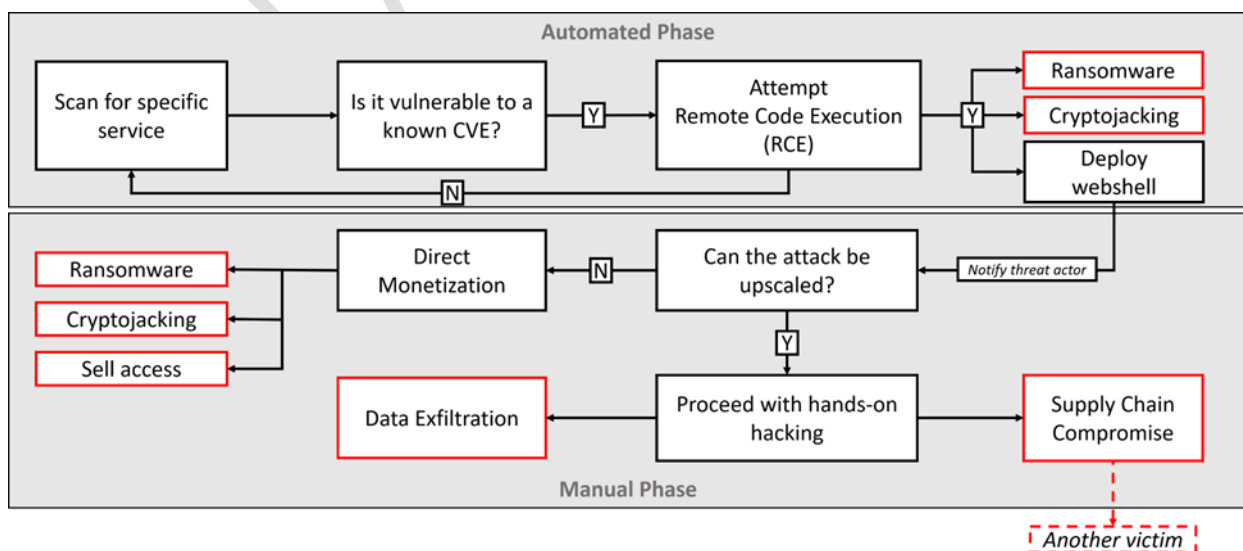 Automated Phase
Scan for specific
service
Is it vulnerable to a
known CVE?
Y
Attempt
Remote Code Execution
(RCE)
Y
Ransomware
Cryptojacking
Deploy
webshell
N
Ransomware
Cryptojacking
Sell access
Direct
Monetization
N
Can the attack be
upscaled?
Notify threat actor
Y
Data Exfiltration
Proceed with hands-on
hacking
Supply Chain
Compromise
Manual Phase
Another victim